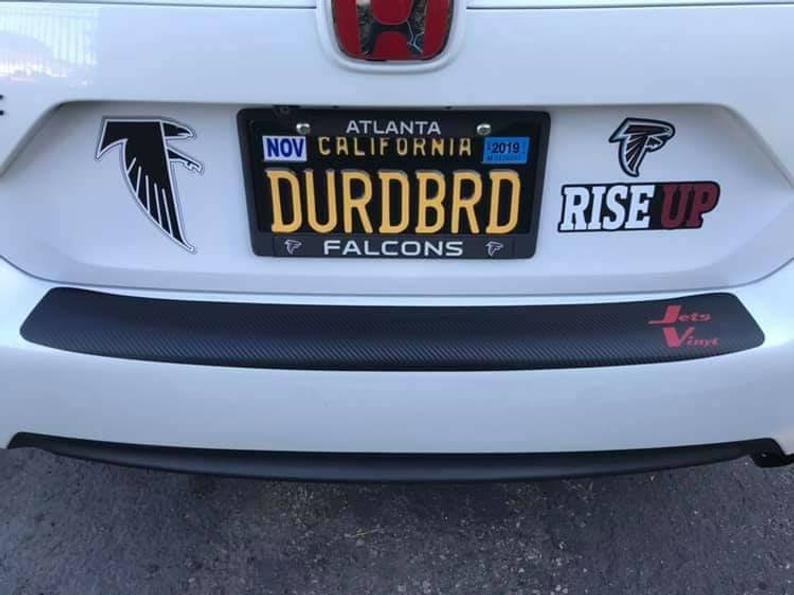 ATLANTA
NOV CALIFORNIA 2019
DURDBRD
FALCONS
RISE UP
Jets
Vinyl